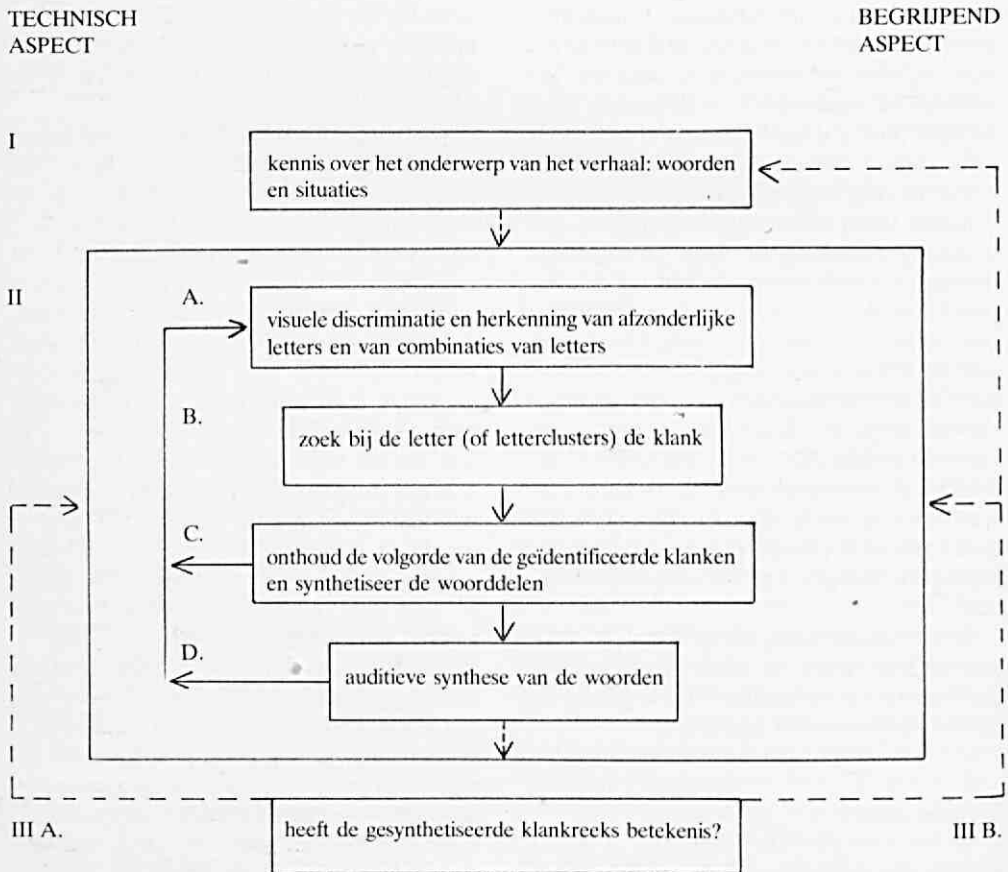 TECHNISCH
ASPECT
BEGRIJPEND
ASPECT
I
kennis over het onderwerp van het verhaal: woorden
en situaties
II
A.
visuele discriminatie en herkenning van afzonderlijke
letters en van combinaties van letters
B.
zoek bij de letter (of letterclusters) de klank
C.
onthoud de volgorde van de geïdentificeerde klanken
en synthetiseer de woorddelen
D.
auditieve synthese van de woorden
III A.
heeft de gesynthetiseerde klankreeks betekenis?
III B.